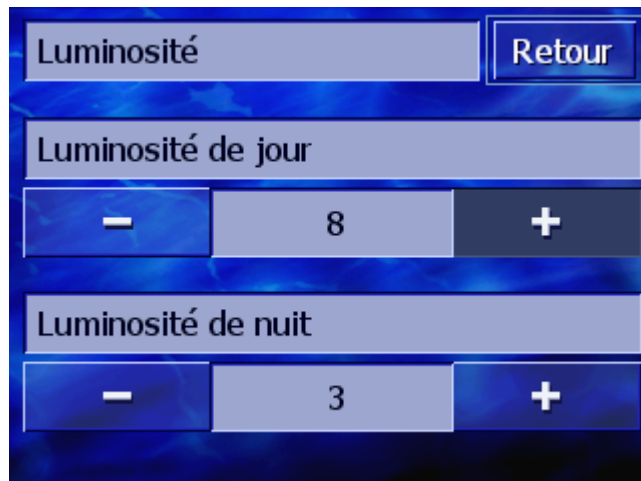 Luminosité Retour
Luminosité de jour
− 8 +
Luminosité de nuit
− 3 +